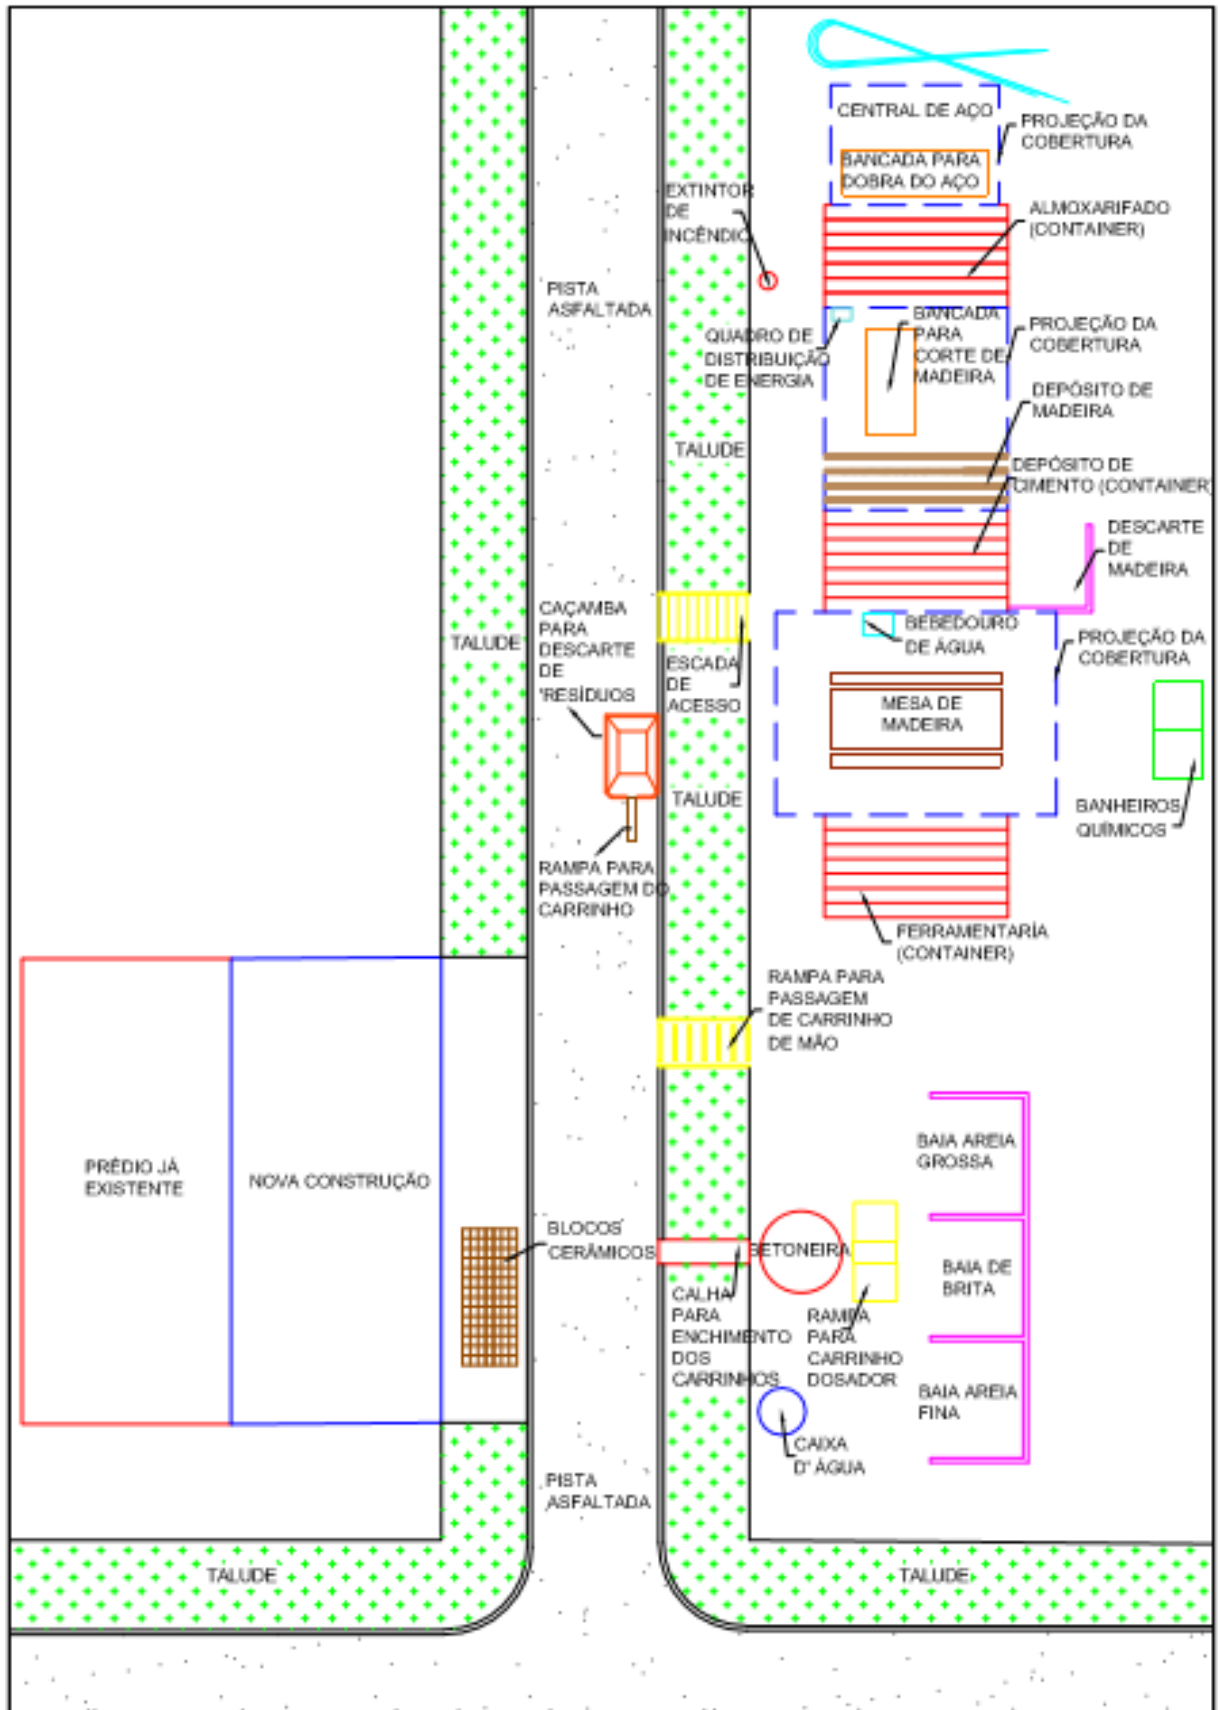 CENTRAL DE AÇO
PROJEÇÃO DA
COBERTURA
BANCADA PARA
DOBRA DO AÇO
EXTINTOR
DE
INCÊNDIO
ALMOXARIFADO
(CONTAINER)
PISTA
ASFALTADA
QUADRO DE
DISTRIBUIÇÃO
DE ENERGIA
BANCADA
PARA
CORTE DE
MADEIRA
PROJEÇÃO DA
COBERTURA
DEPÓSITO DE
MADEIRA
TALUDE
DEPÓSITO DE
CIMENTO (CONTAINER)
DESCARTE
DE
MADEIRA
CAÇAMBA
PARA
DESCARTE
DE
'RESÍDUOS
TALUDE
ESCADA
DE
ACESSO
BEBEDOURO
DE ÁGUA
PROJEÇÃO DA
COBERTURA
MESA DE
MADEIRA
TALUDE
BANHEIROS
QUÍMICOS
RAMPA PARA
PASSAGEM DO
CARRINHO
FERRAMENTARÍA
(CONTAINER)
RAMPA PARA
PASSAGEM
DE CARRINHO
DE MÃO
PRÉDIO JÁ
EXISTENTE
NOVA CONSTRUÇÃO
BLOCOS
CERÂMICOS
BETONEIRA
BAIA AREIA
GROSSA
BAIA DE
BRITA
CALHA
PARA
ENCHIMENTO
DOS
CARRINHOS
RAMPA
PARA
CARRINHO
DOSADOR
BAIA AREIA
FINA
CAIXA
D' ÁGUA
PISTA
ASFALTADA
TALUDE
TALUDE